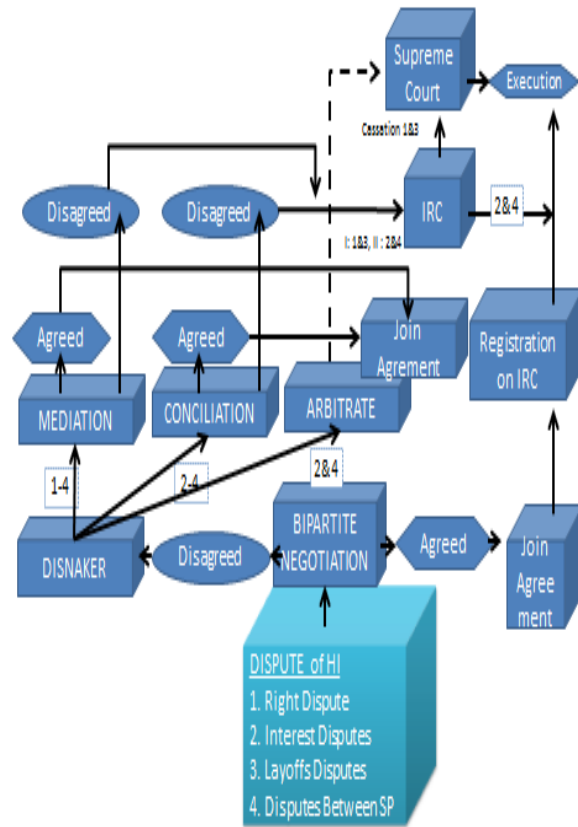 Supreme
Court
Execution
Cassation 1&3
Disagreed
Disagreed
IRC
2&4
I: 1&3, II : 2&4
Agreed
Agreed
Join
Agrement
Registration
on IRC
MEDIATION
CONCILIATION
ARBITRATE
1-4
2-4
2&4
DISNAKER
Disagreed
BIPARTITE
NEGOTIATION
Agreed
Join
Agree
ment
DISPUTE of HI
1. Right Dispute
2. Interest Disputes
3. Layoffs Disputes
4. Disputes Between SP